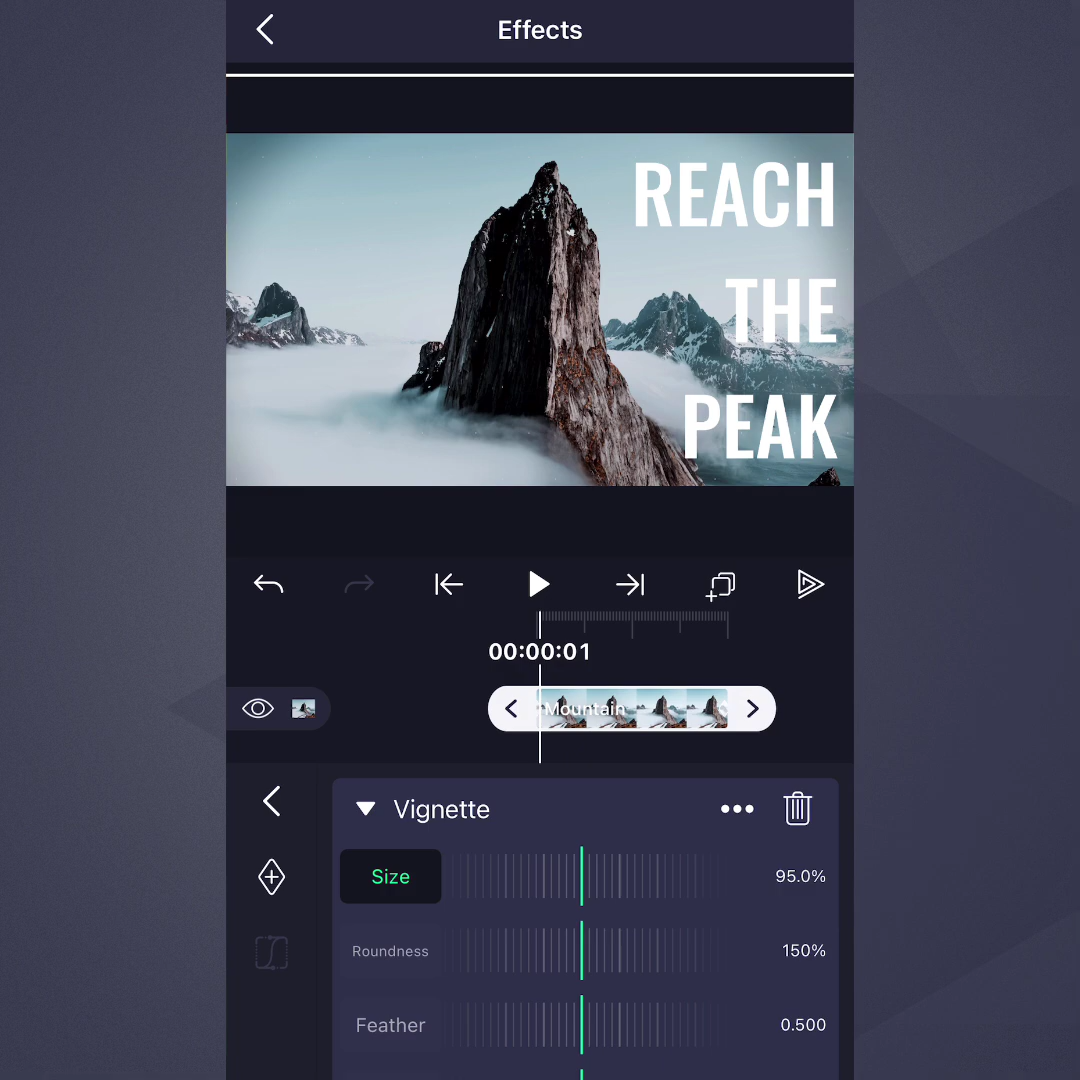 Effects
REACH
THE
PEAK
00:00:01
Mountain
Vignette
Size 95.0%
Roundness 150%
Feather 0.500